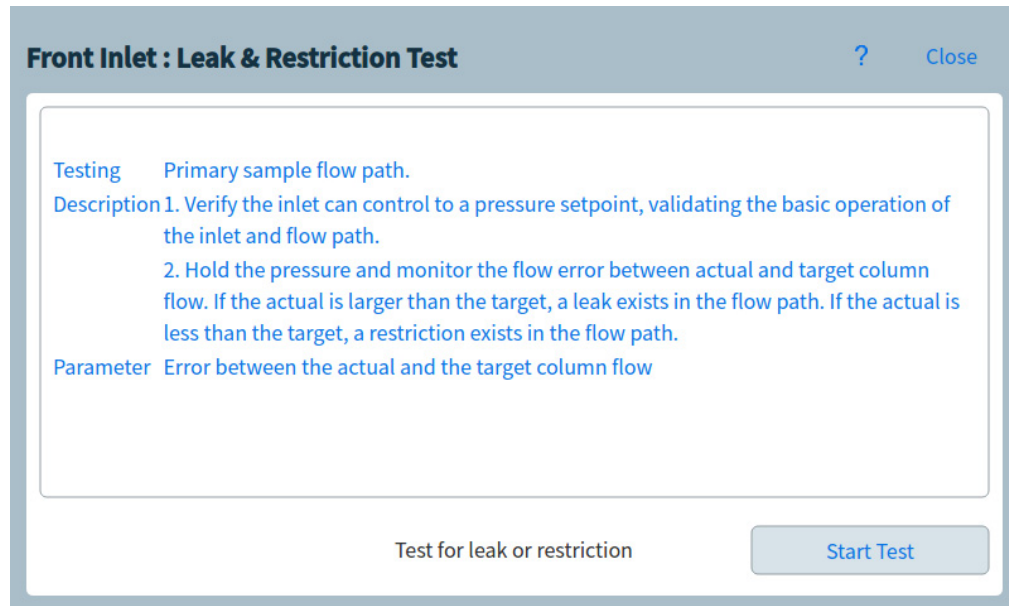 Front Inlet : Leak & Restriction Test ? Close
Testing Primary sample flow path.
Description 1. Verify the inlet can control to a pressure setpoint, validating the basic operation of
the inlet and flow path.
2. Hold the pressure and monitor the flow error between actual and target column
flow. If the actual is larger than the target, a leak exists in the flow path. If the actual is
less than the target, a restriction exists in the flow path.
Parameter Error between the actual and the target column flow
Test for leak or restriction Start Test